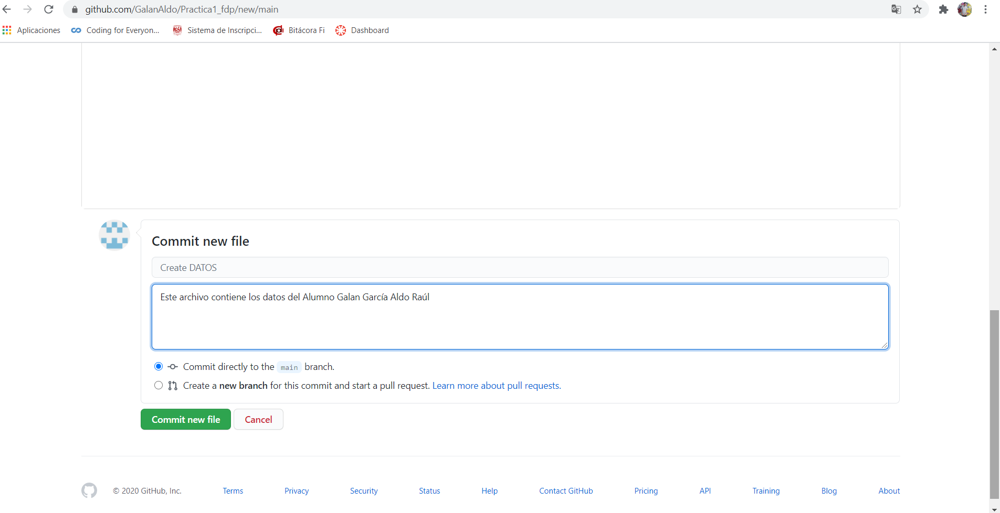 github.com/GalanAldo/Practica1_fdp/new/main
Aplicaciones Coding for Everyon... Sistema de Inscripci... Bitácora Fi Dashboard
Commit new file
Create DATOS
Este archivo contiene los datos del Alumno Galan García Aldo Raúl
Commit directly to the main branch.
Create a new branch for this commit and start a pull request. Learn more about pull requests.
Commit new file Cancel
© 2020 GitHub, Inc. Terms Privacy Security Status Help Contact GitHub Pricing API Training Blog About